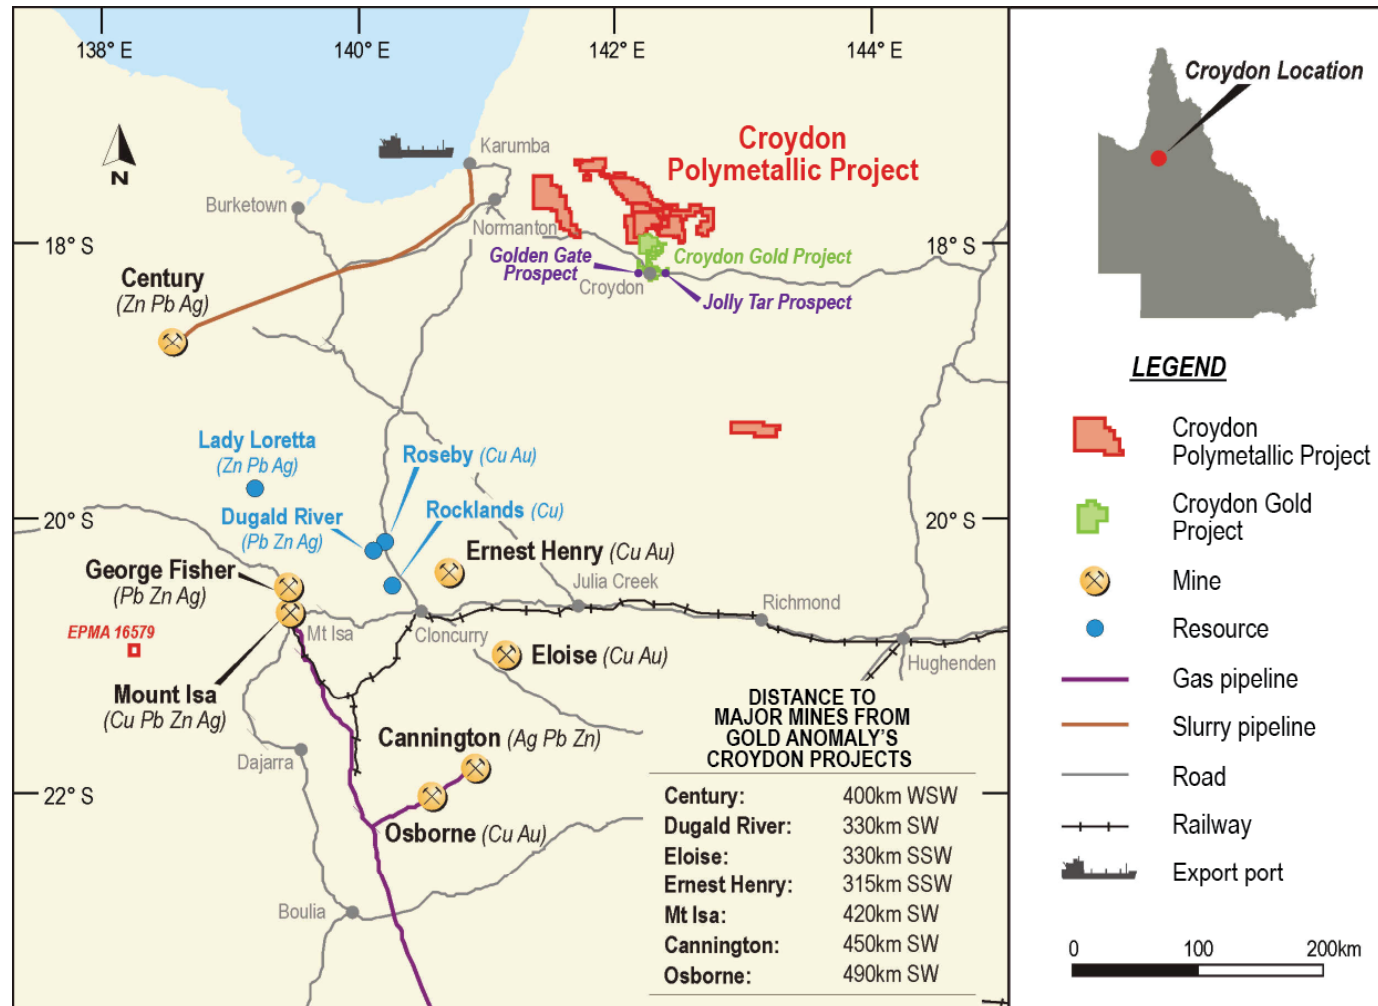 138° E
140° E
142° E
144° E
Croydon Location
N
Karumba
Croydon
Polymetallic Project
Burketown
Normanton
18° S
18° S
Golden Gate
Prospect
Croydon Gold Project
Croydon
Jolly Tar Prospect
Century
(Zn Pb Ag)
LEGEND
Croydon
Polymetallic Project
Croydon Gold
Project
Mine
Resource
Gas pipeline
Slurry pipeline
Road
Railway
Export port
0
100
200km
Lady Loretta
(Zn Pb Ag)
Roseby (Cu Au)
Dugald River
(Pb Zn Ag)
Rocklands (Cu)
20° S
20° S
Ernest Henry (Cu Au)
George Fisher
(Pb Zn Ag)
Julia Creek
Richmond
EPMA 16579
Mt Isa
Cloncurry
Hughenden
Eloise (Cu Au)
Mount Isa
(Cu Pb Zn Ag)
Cannington (Ag Pb Zn)
Dajarra
22° S
Osborne (Cu Au)
Boulia
DISTANCE TO
MAJOR MINES FROM
GOLD ANOMALY'S
CROYDON PROJECTS
Century: 400km WSW
Dugald River: 330km SW
Eloise: 330km SSW
Ernest Henry: 315km SSW
Mt Isa: 420km SW
Cannington: 450km SW
Osborne: 490km SW